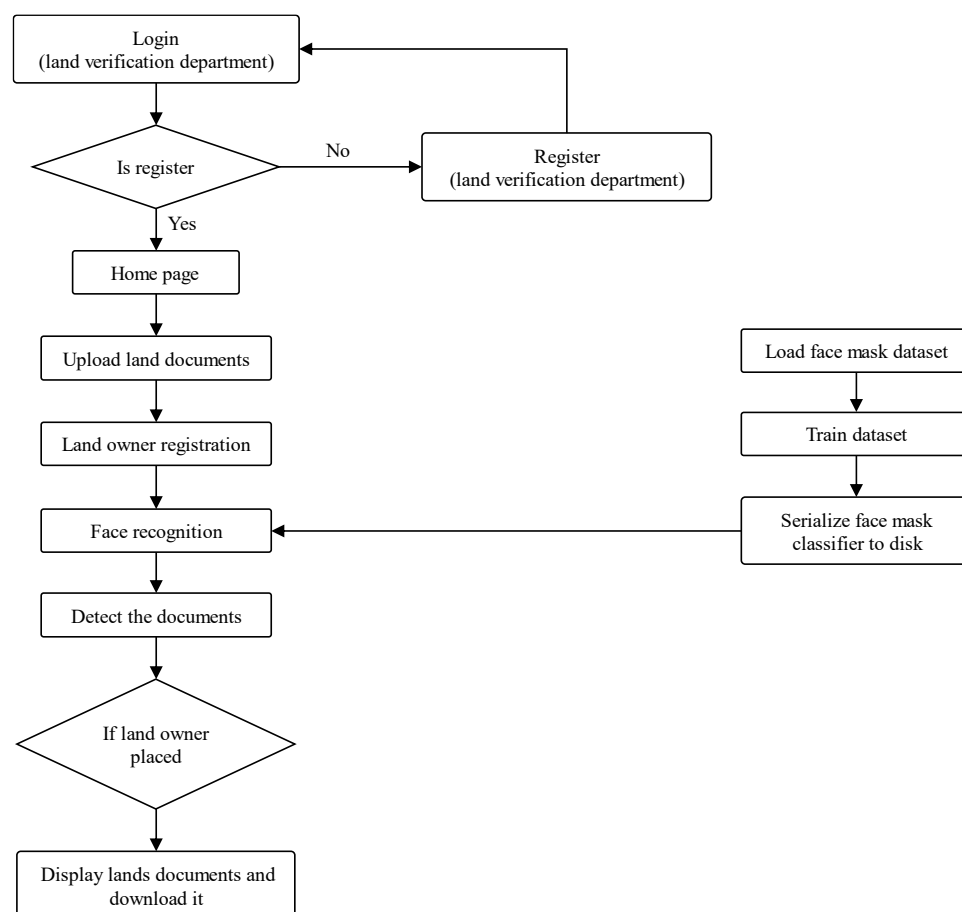 Login
(land verification department)
Is register
No
Register
(land verification department)
Yes
Home page
Upload land documents
Load face mask dataset
Land owner registration
Train dataset
Face recognition
Serialize face mask
classifier to disk
Detect the documents
If land owner
placed
Display lands documents and
download it